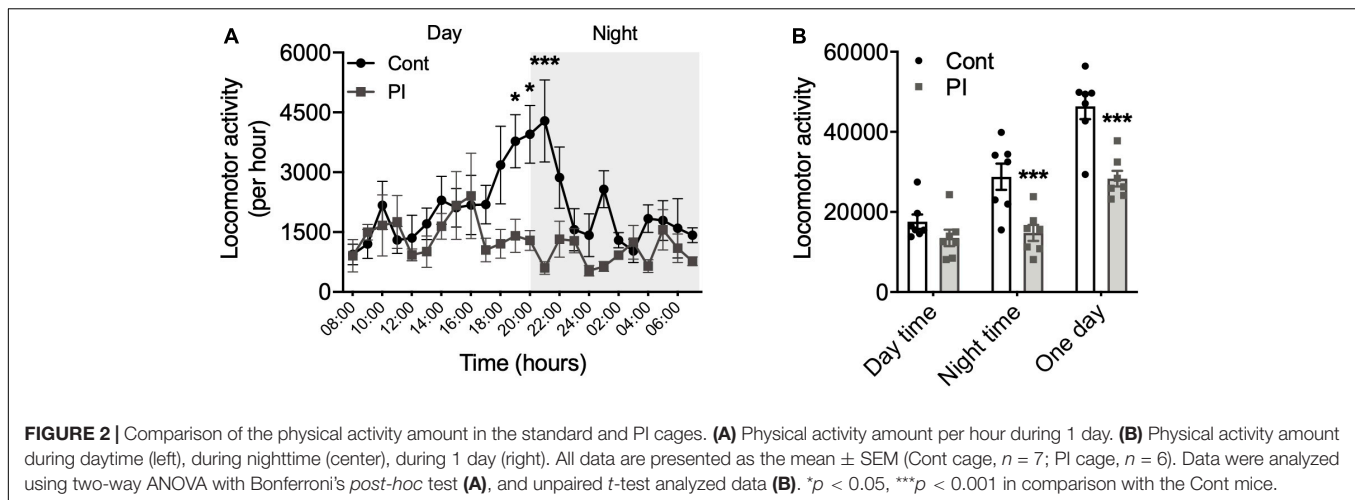 A
Day
Night
6000
4500
3000
1500
0
Locomotor activity
(per hour)
Cont
PI
*
*
***
08:00
10:00
12:00
14:00
16:00
18:00
20:00
22:00
24:00
02:00
04:00
06:00
Time (hours)
B
60000
40000
20000
0
Locomotor activity
Cont
PI
***
***
Day time
Night time
One day
FIGURE 2 | Comparison of the physical activity amount in the standard and PI cages. (A) Physical activity amount per hour during 1 day. (B) Physical activity amount
during daytime (left), during nighttime (center), during 1 day (right). All data are presented as the mean ± SEM (Cont cage, n = 7; PI cage, n = 6). Data were analyzed
using two-way ANOVA with Bonferroni's post-hoc test (A), and unpaired t-test analyzed data (B). *p < 0.05, ***p < 0.001 in comparison with the Cont mice.